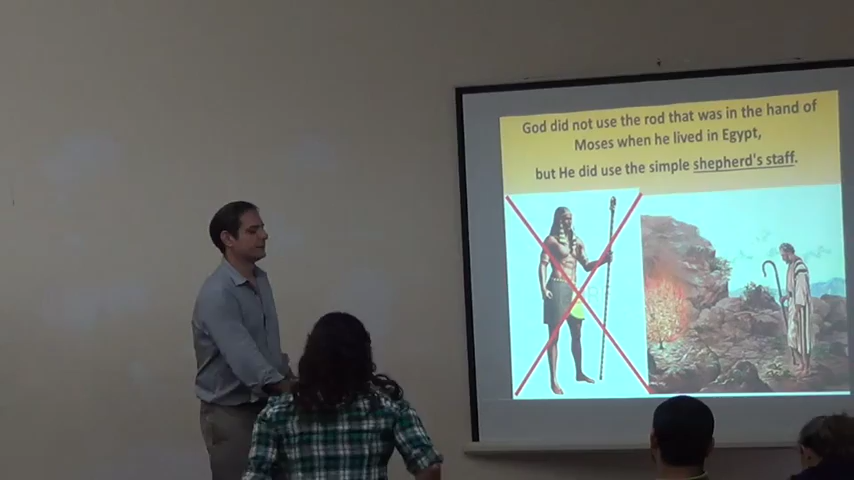 God did not use the rod that was in the hand of
Moses when he lived in Egypt,
but He did use the simple shepherd's staff.